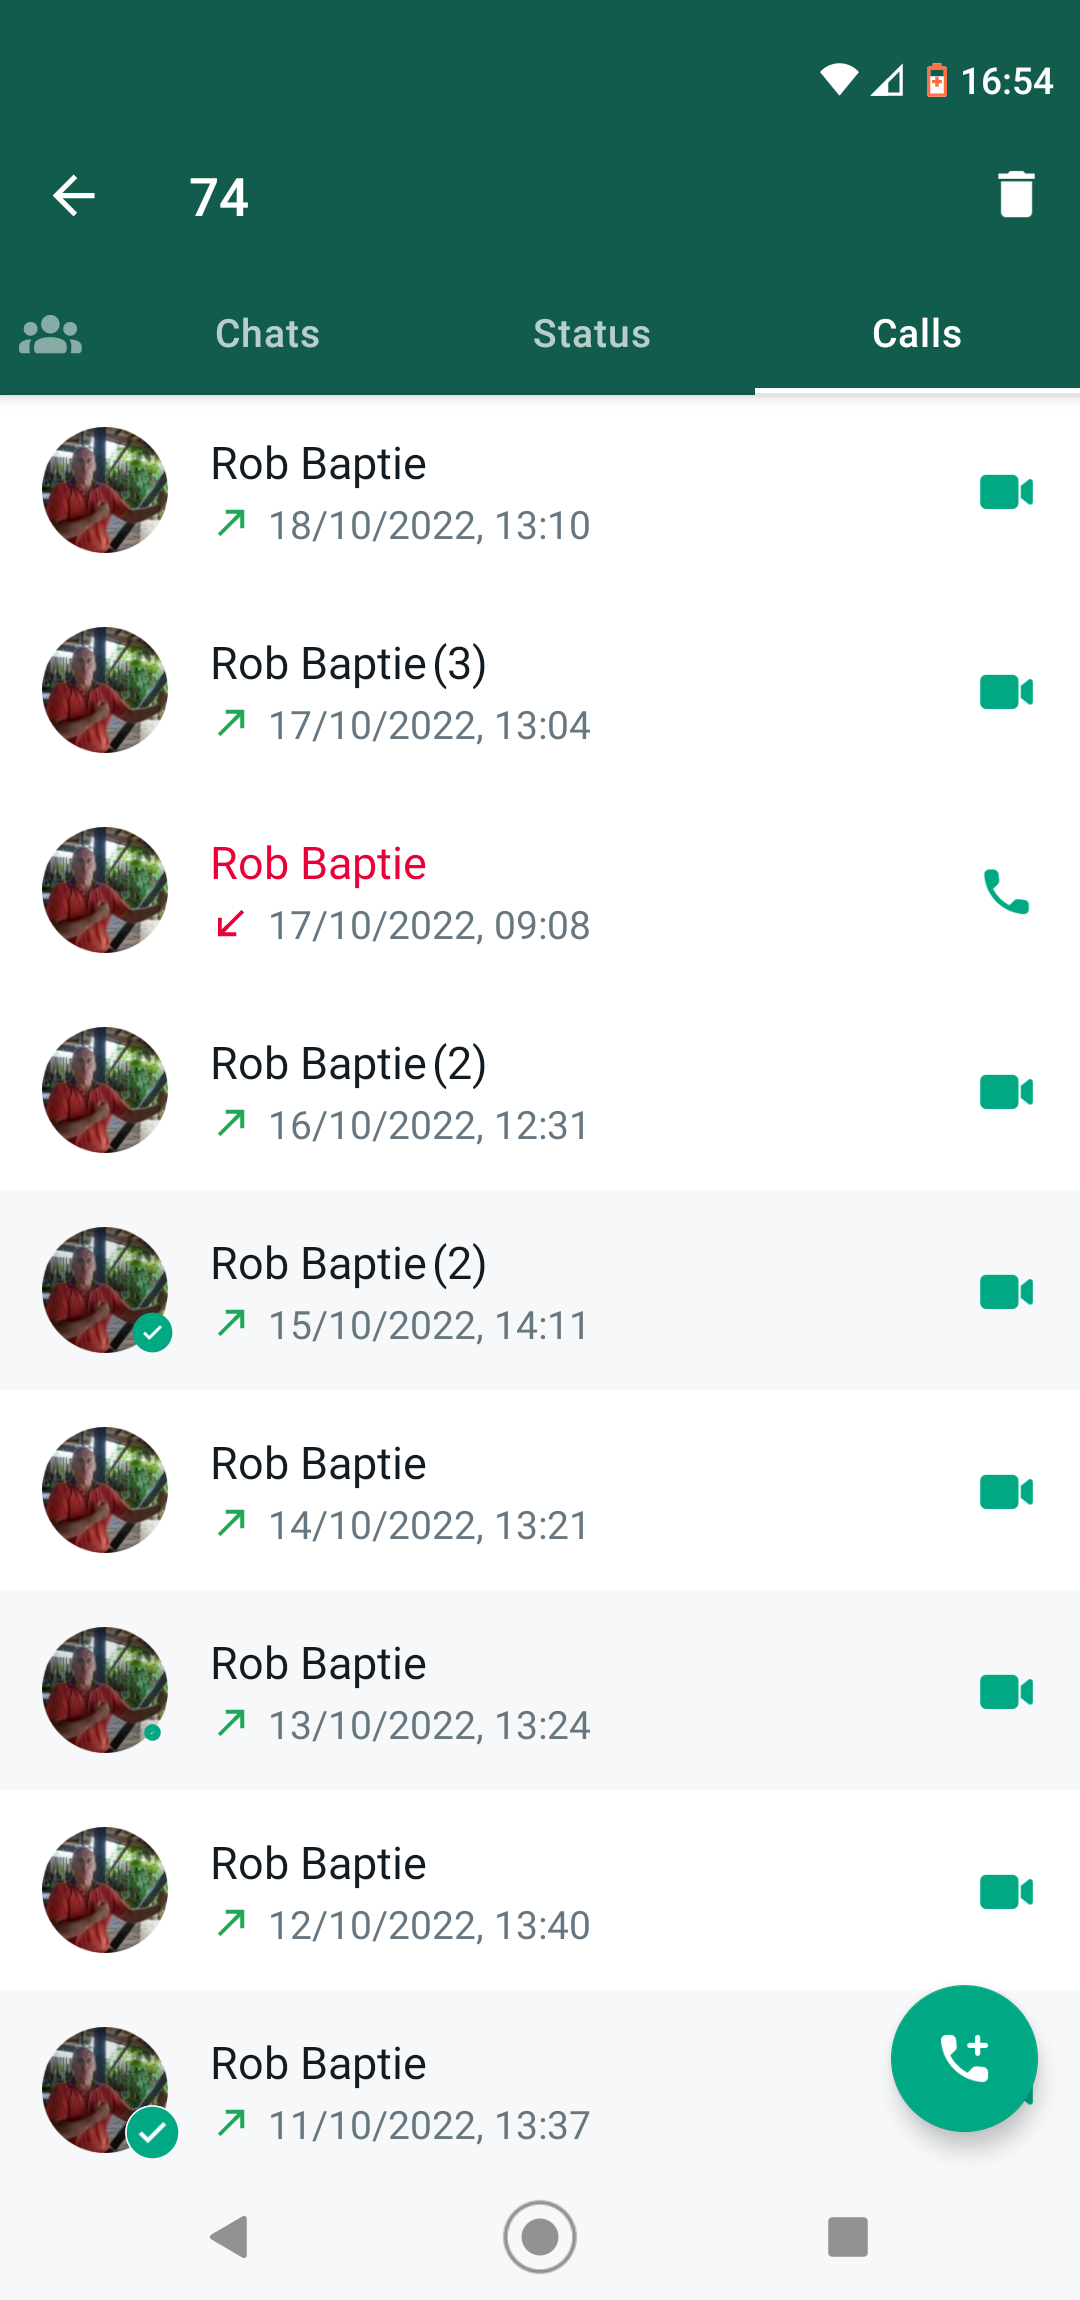 16:54
74
Chats Status Calls
Rob Baptie
18/10/2022, 13:10
Rob Baptie (3)
17/10/2022, 13:04
Rob Baptie
17/10/2022, 09:08
Rob Baptie (2)
16/10/2022, 12:31
Rob Baptie (2)
15/10/2022, 14:11
Rob Baptie
14/10/2022, 13:21
Rob Baptie
13/10/2022, 13:24
Rob Baptie
12/10/2022, 13:40
Rob Baptie
11/10/2022, 13:37